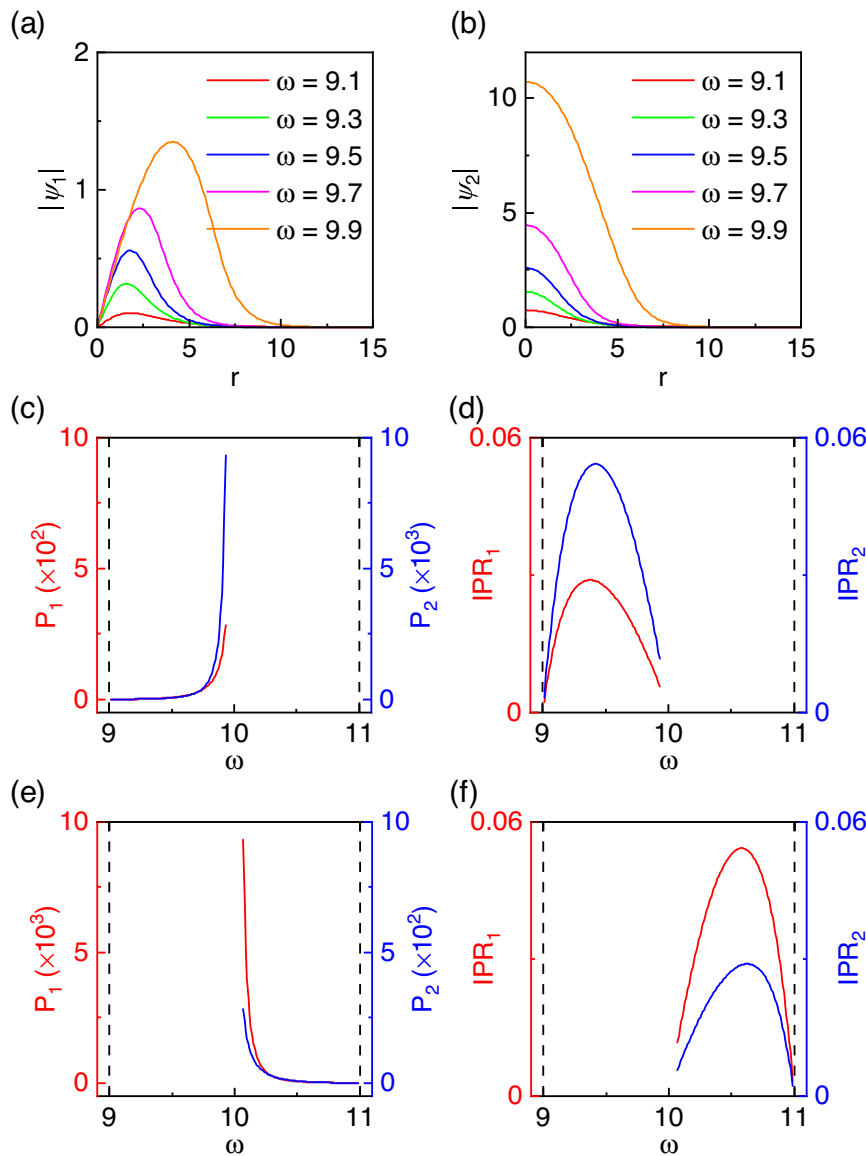 (a)
2
1
0
|ψ₁|
ω = 9.1
ω = 9.3
ω = 9.5
ω = 9.7
ω = 9.9
0 5 10 15
r
(b)
10
5
0
|ψ₂|
ω = 9.1
ω = 9.3
ω = 9.5
ω = 9.7
ω = 9.9
0 5 10 15
r
(c)
10
5
0
P₁ (×10²)
10
5
0
P₂ (×10³)
9 10 11
ω
(d)
0.06
0
IPR₁
0.06
0
IPR₂
9 10 11
ω
(e)
10
5
0
P₁ (×10³)
10
5
0
P₂ (×10²)
9 10 11
ω
(f)
0.06
0
IPR₁
0.06
0
IPR₂
9 10 11
ω